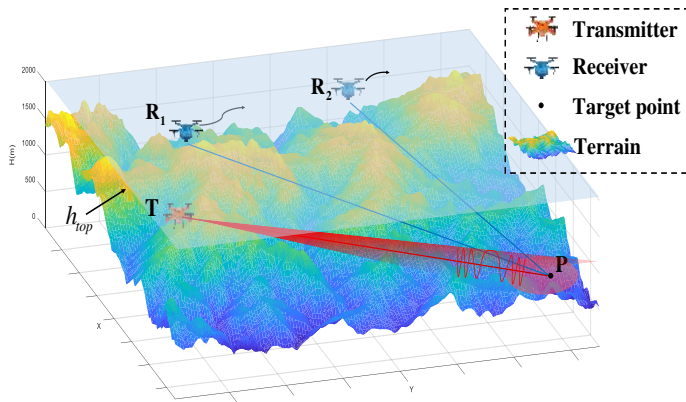 Transmitter
Receiver
Target point
Terrain
2000
1500
1000
500
0
H(m)
R1
R2
T
htop
P
X
Y